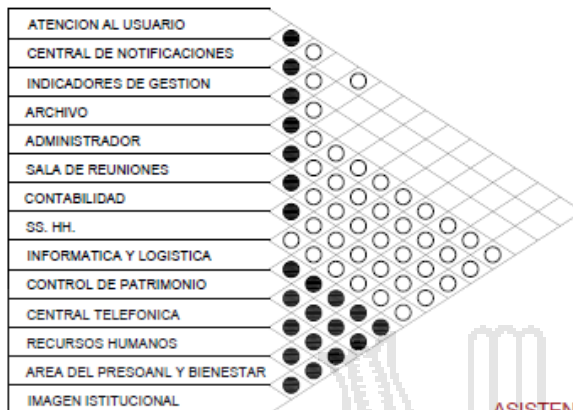 ATENCION AL USUARIO
CENTRAL DE NOTIFICACIONES
INDICADORES DE GESTION
ARCHIVO
ADMINISTRADOR
SALA DE REUNIONES
CONTABILIDAD
SS. HH.
INFORMATICA Y LOGISTICA
CONTROL DE PATRIMONIO
CENTRAL TELEFONICA
RECURSOS HUMANOS
AREA DEL PRESOANL Y BIENESTAR
IMAGEN ISTITUCIONAL
ASISTEN